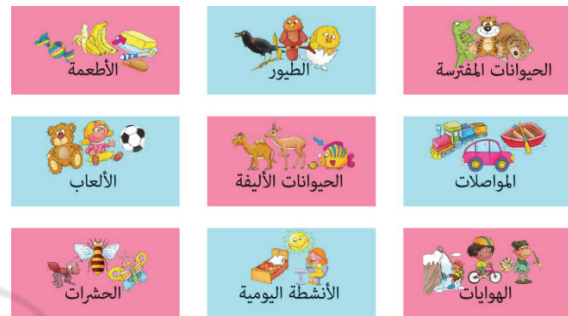 الحيوانات المفترسة
الطيور
الأطعمة
المواصلات
الحيوانات الأليفة
الألعاب
الهوايات
الأنشطة اليومية
الحشرات